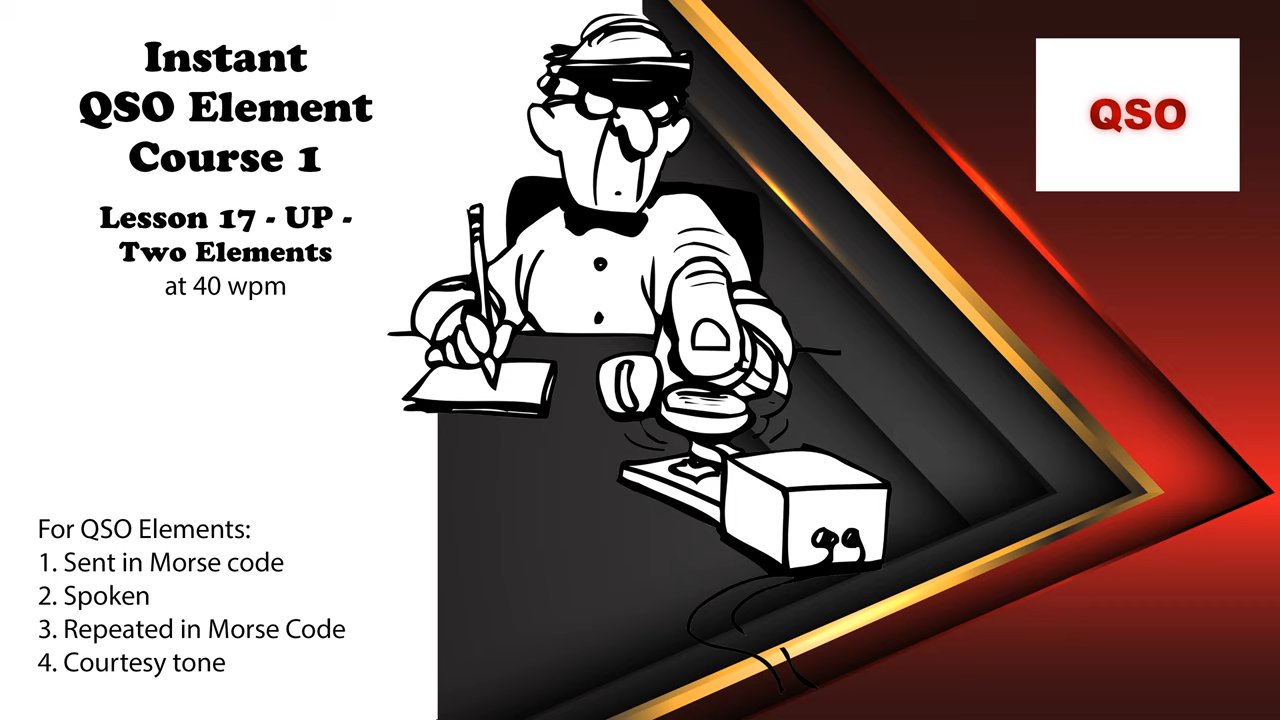 Instant
QSO Element
Course 1
Lesson 17 - UP -
Two Elements
at 40 wpm
QSO
For QSO Elements:
1. Sent in Morse code
2. Spoken
3. Repeated in Morse Code
4. Courtesy tone